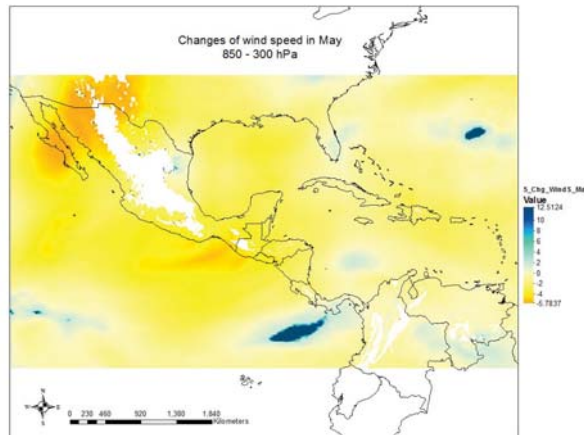 Changes of wind speed in May
850 - 300 hPa
S_Chg_WindS_Ma
Value
12.5124
10
8
6
4
2
0
-2
-4
-5.7837
N
W
E
S
0 230 460 920 1,380 1,840
Kilometers